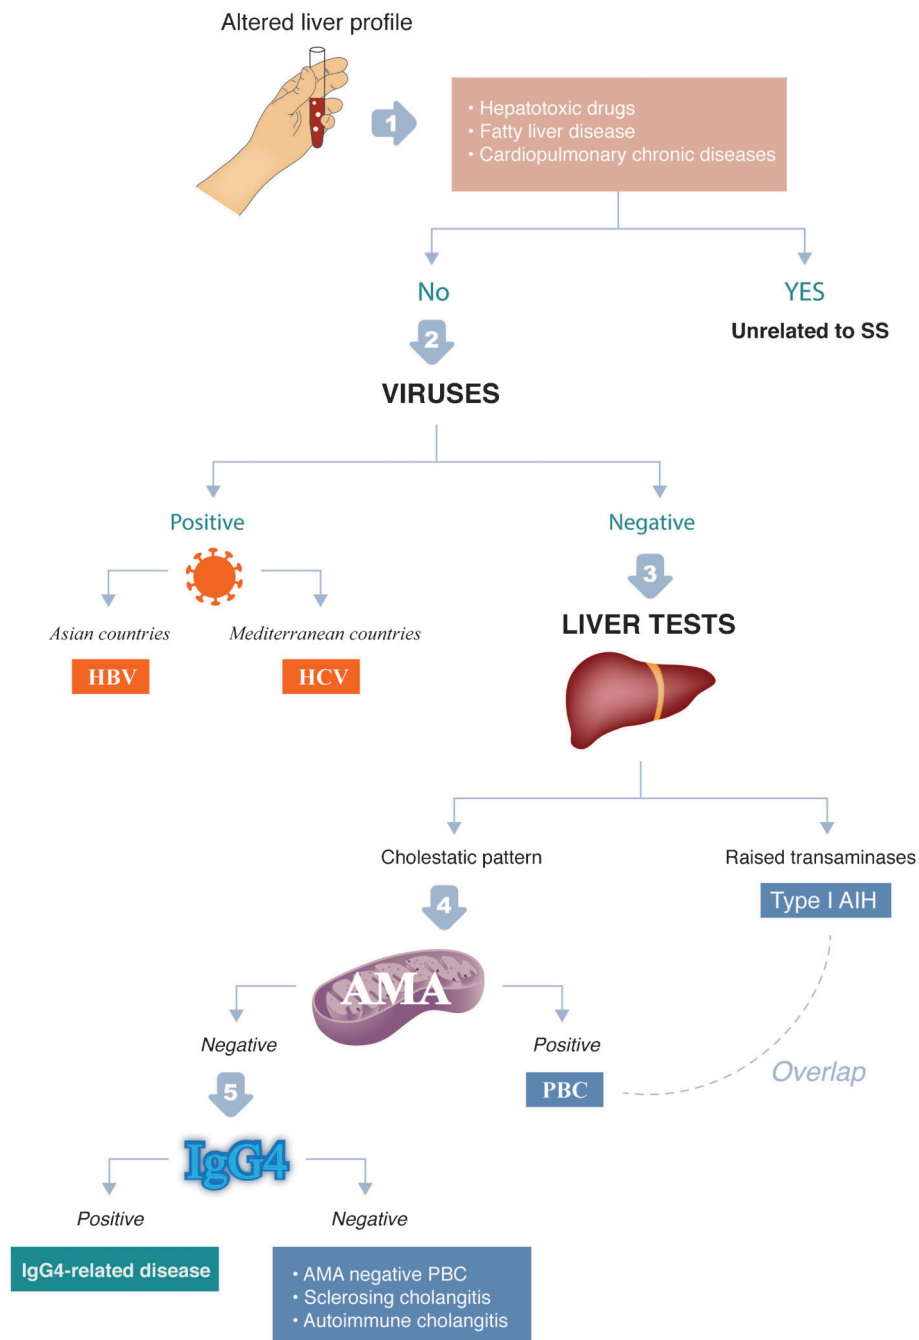 Altered liver profile
1
• Hepatotoxic drugs
• Fatty liver disease
• Cardiopulmonary chronic diseases
No
YES
Unrelated to SS
2
VIRUSES
Positive
Negative
3
Asian countries
Mediterranean countries
HBV
HCV
LIVER TESTS
Cholestatic pattern
Raised transaminases
Type I AIH
4
AMA
Negative
Positive
PBC
Overlap
5
IgG4
Positive
Negative
IgG4-related disease
• AMA negative PBC
• Sclerosing cholangitis
• Autoimmune cholangitis